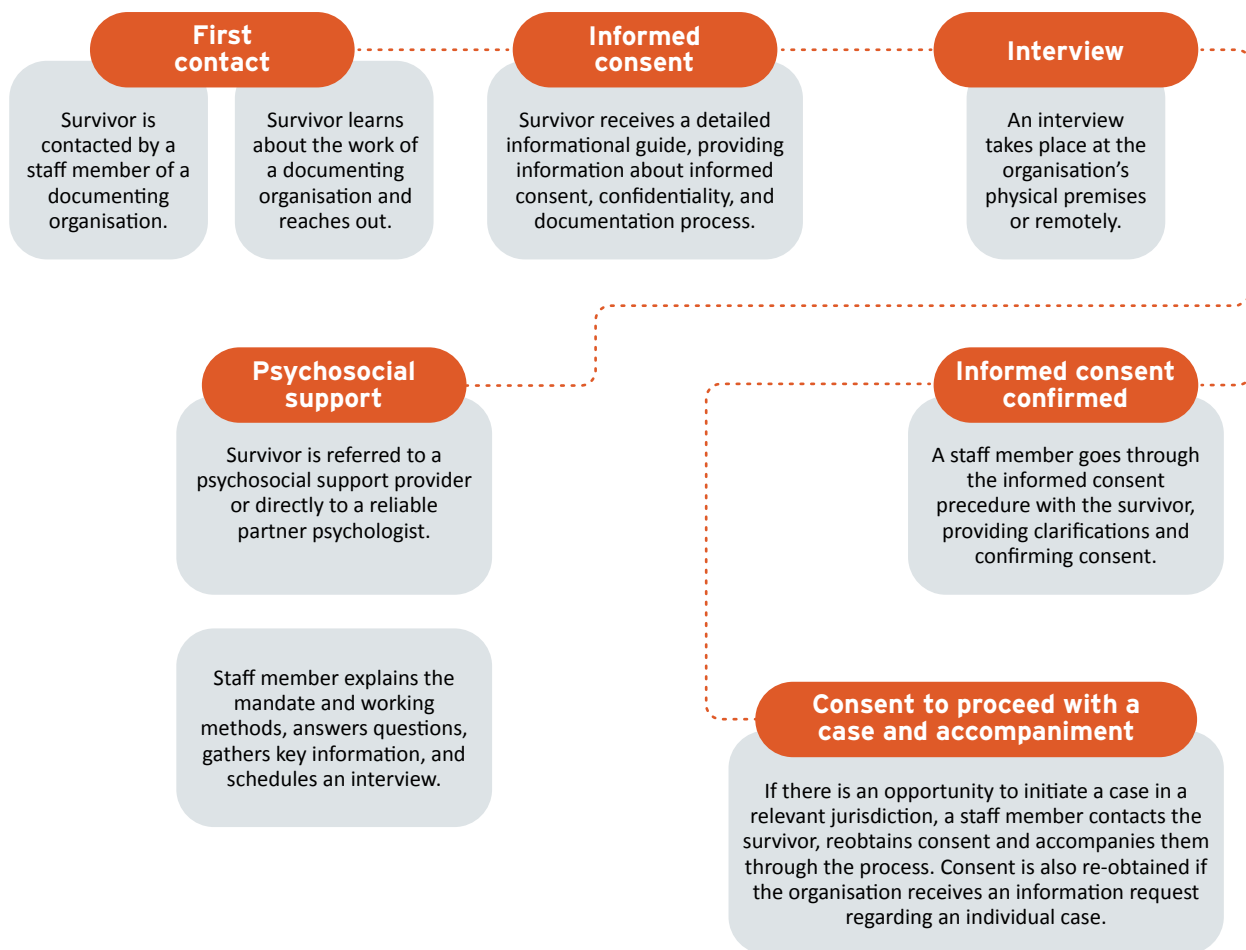 First
contact
Survivor is
contacted by a
staff member of a
documenting
organisation.
Survivor learns
about the work of
a documenting
organisation and
reaches out.
Informed
consent
Survivor receives a detailed
informational guide, providing
information about informed
consent, confidentiality, and
documentation process.
Interview
An interview
takes place at the
organisation's
physical premises
or remotely.
Psychosocial
support
Survivor is referred to a
psychosocial support provider
or directly to a reliable
partner psychologist.
Staff member explains the
mandate and working
methods, answers questions,
gathers key information, and
schedules an interview.
Informed consent
confirmed
A staff member goes through
the informed consent
procedure with the survivor,
providing clarifications and
confirming consent.
Consent to proceed with a
case and accompaniment
If there is an opportunity to initiate a case in a
relevant jurisdiction, a staff member contacts the
survivor, reobtains consent and accompanies them
through the process. Consent is also re-obtained if
the organisation receives an information request
regarding an individual case.